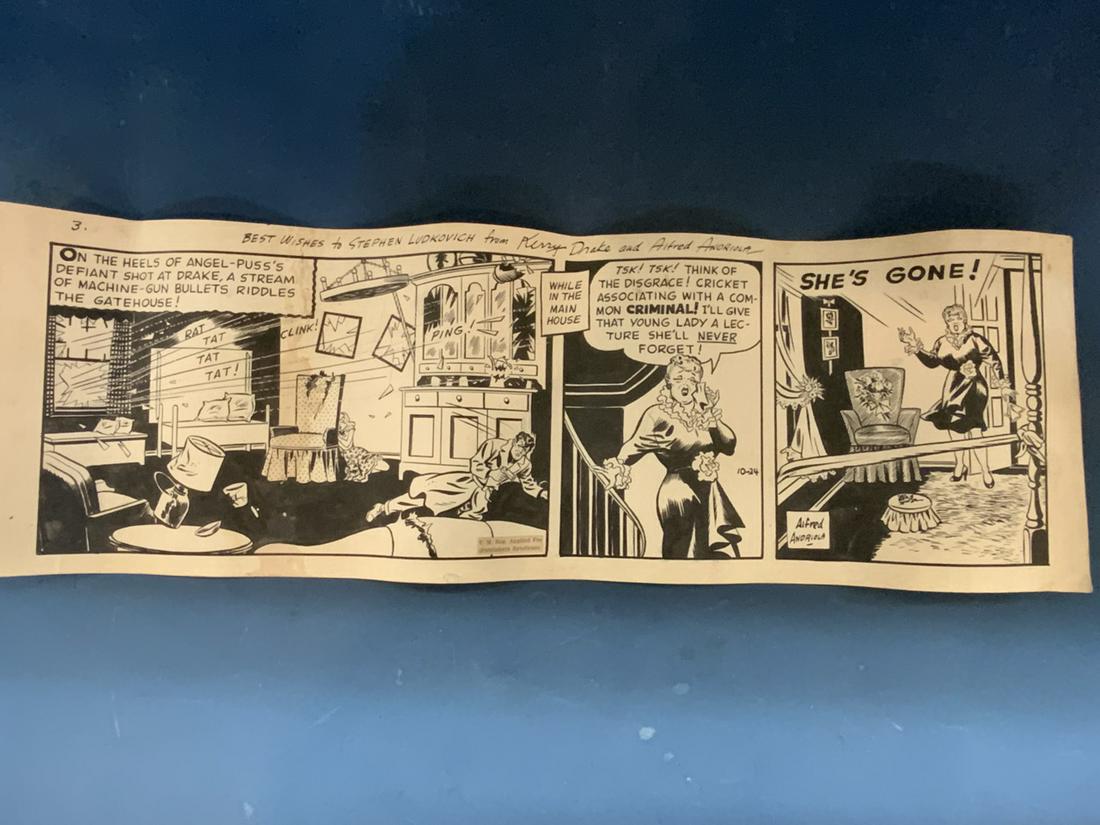 3.
BEST WISHES to STEPHEN LUDKOVICH from Kerry Drake and Alfred ANDRIOLA
ON THE HEELS OF ANGEL-PUSS'S
DEFIANT SHOT AT DRAKE, A STREAM
OF MACHINE-GUN BULLETS RIDDLES
THE GATEHOUSE!
RAT
TAT
TAT
TAT!
CLINK!
PING!
WHILE
IN THE
MAIN
HOUSE
TSK! TSK! THINK OF
THE DISGRACE! CRICKET
ASSOCIATING WITH A COM-
MON CRIMINAL! I'LL GIVE
THAT YOUNG LADY A LEC-
TURE SHE'LL NEVER
FORGET!
10-24
SHE'S GONE!
Alfred
ANDRIOLA